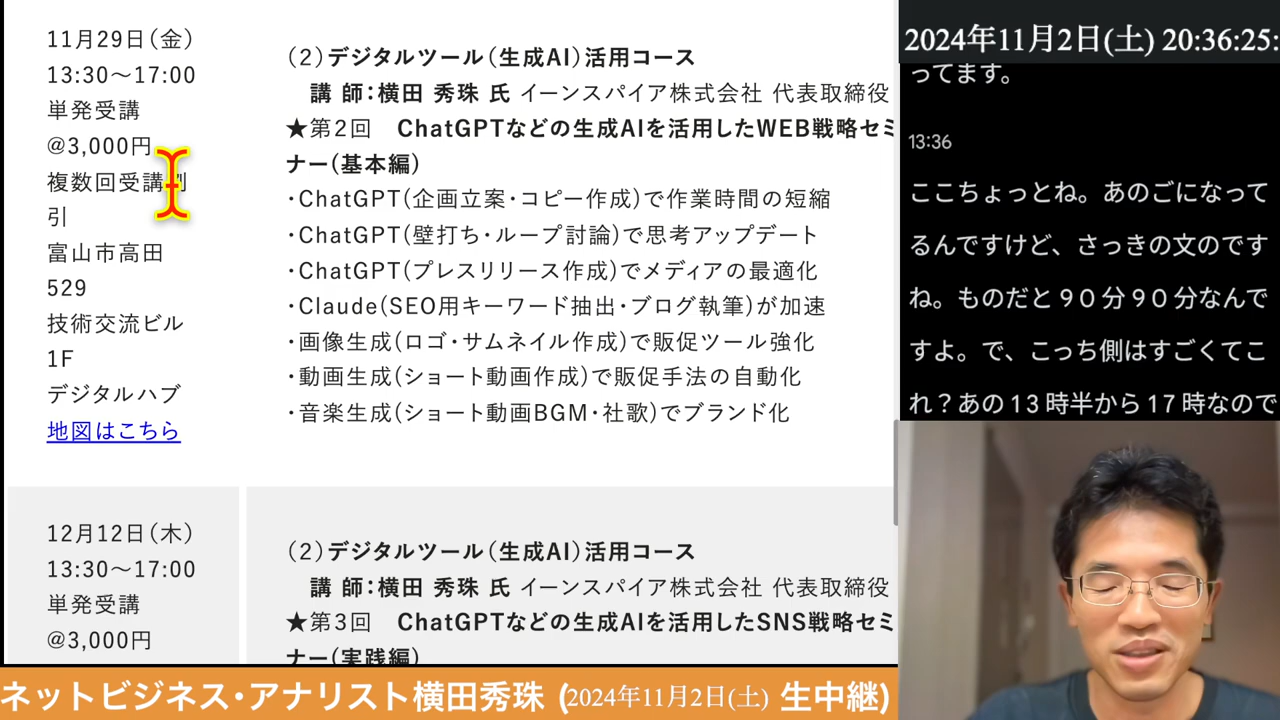 11月29日(金)
13:30～17:00
単発受講
@3,000円
複数回受講割
引
富山市高田
529
技術交流ビル
1F
デジタルハブ
地図はこちら
(2)デジタルツール(生成AI)活用コース
講 師:横田 秀珠 氏 イーンスパイア株式会社 代表取締役
★第2回 ChatGPTなどの生成AIを活用したWEB戦略セミ
ナー(基本編)
・ChatGPT(企画立案・コピー作成)で作業時間の短縮
・ChatGPT(壁打ち・ループ討論)で思考アップデート
・ChatGPT(プレスリリース作成)でメディアの最適化
・Claude(SEO用キーワード抽出・ブログ執筆)が加速
・画像生成(ロゴ・サムネイル作成)で販促ツール強化
・動画生成(ショート動画作成)で販促手法の自動化
・音楽生成(ショート動画BGM・社歌)でブランド化
12月12日(木)
13:30～17:00
単発受講
@3,000円
(2)デジタルツール(生成AI)活用コース
講 師:横田 秀珠 氏 イーンスパイア株式会社 代表取締役
★第3回 ChatGPTなどの生成AIを活用したSNS戦略セミ
ナー(実践編)
2024年11月2日(土) 20:36:25:
ってます。
13:36
ここちょっとね。あのごになって
るんですけど、さっきの文のです
ね。ものだと90分90分なんで
すよ。で、こっち側はすごくてこ
れ?あの13時半から17時なので
ネットビジネス・アナリスト横田秀珠 (2024年11月2日(土) 生中継)